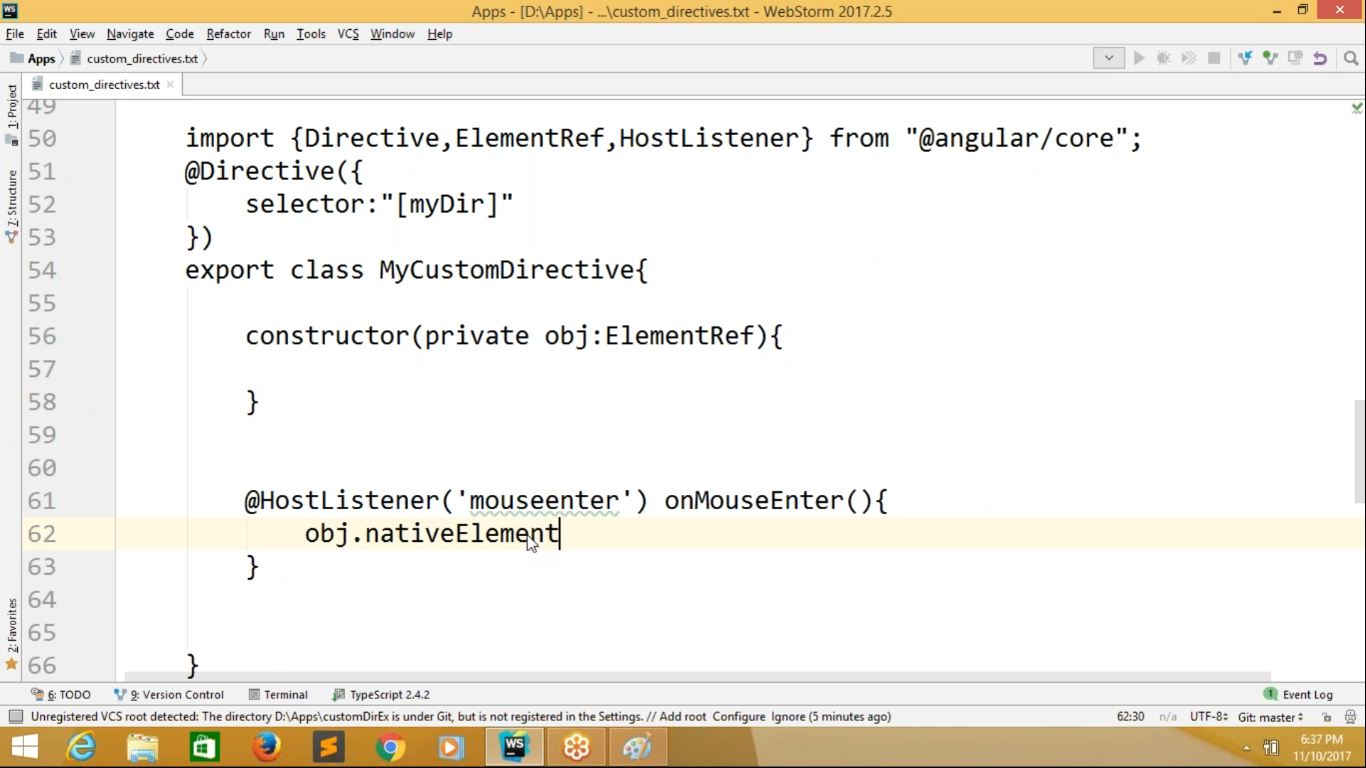 WS
Apps - [D:\Apps] - ...\custom_directives.txt - WebStorm 2017.2.5
File Edit View Navigate Code Refactor Run Tools VCS Window Help
Apps custom_directives.txt
custom_directives.txt
1: Project
7: Structure
2: Favorites
49
50 import {Directive,ElementRef,HostListener} from "@angular/core";
51 @Directive({
52 selector:"[myDir]"
53 })
54 export class MyCustomDirective{
55
56 constructor(private obj:ElementRef){
57
58 }
59
60
61 @HostListener('mouseenter') onMouseEnter(){
62 obj.nativeElement
63 }
64
65
66 }
6: TODO 9: Version Control Terminal TypeScript 2.4.2 1 Event Log
Unregistered VCS root detected: The directory D:\Apps\customDirEx is under Git, but is not registered in the Settings. // Add root Configure Ignore (5 minutes ago) 62:30 n/a UTF-8 Git: master
WS
6:37 PM
11/10/2017